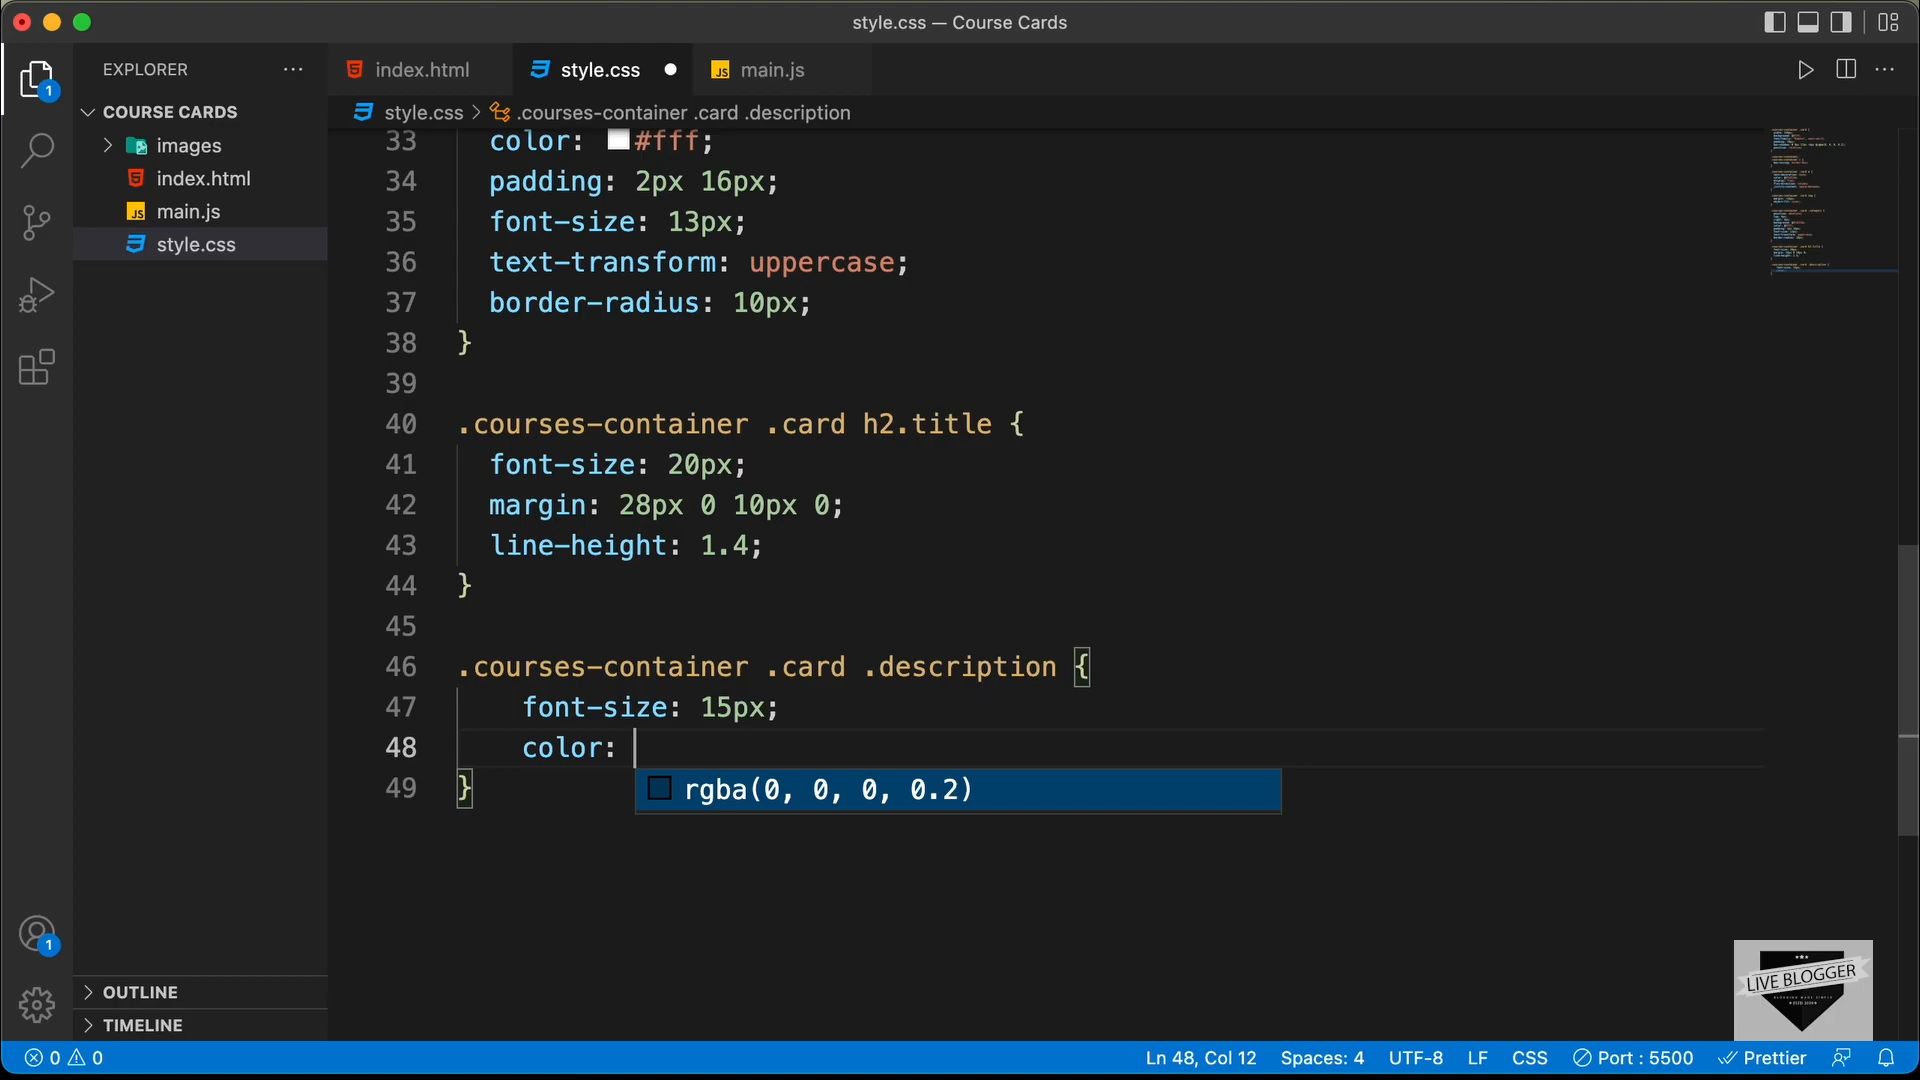 style.css — Course Cards
EXPLORER
index.html
style.css
main.js
1
COURSE CARDS
style.css > .courses-container .card .description
images
index.html
main.js
style.css
33 color: #fff;
34 padding: 2px 16px;
35 font-size: 13px;
36 text-transform: uppercase;
37 border-radius: 10px;
38 }
39
40 .courses-container .card h2.title {
41 font-size: 20px;
42 margin: 28px 0 10px 0;
43 line-height: 1.4;
44 }
45
46 .courses-container .card .description {
47 font-size: 15px;
48 color:
49 }
rgba(0, 0, 0, 0.2)
1
OUTLINE
TIMELINE
LIVE BLOGGER
0 0
Ln 48, Col 12 Spaces: 4 UTF-8 LF CSS Port : 5500 Prettier